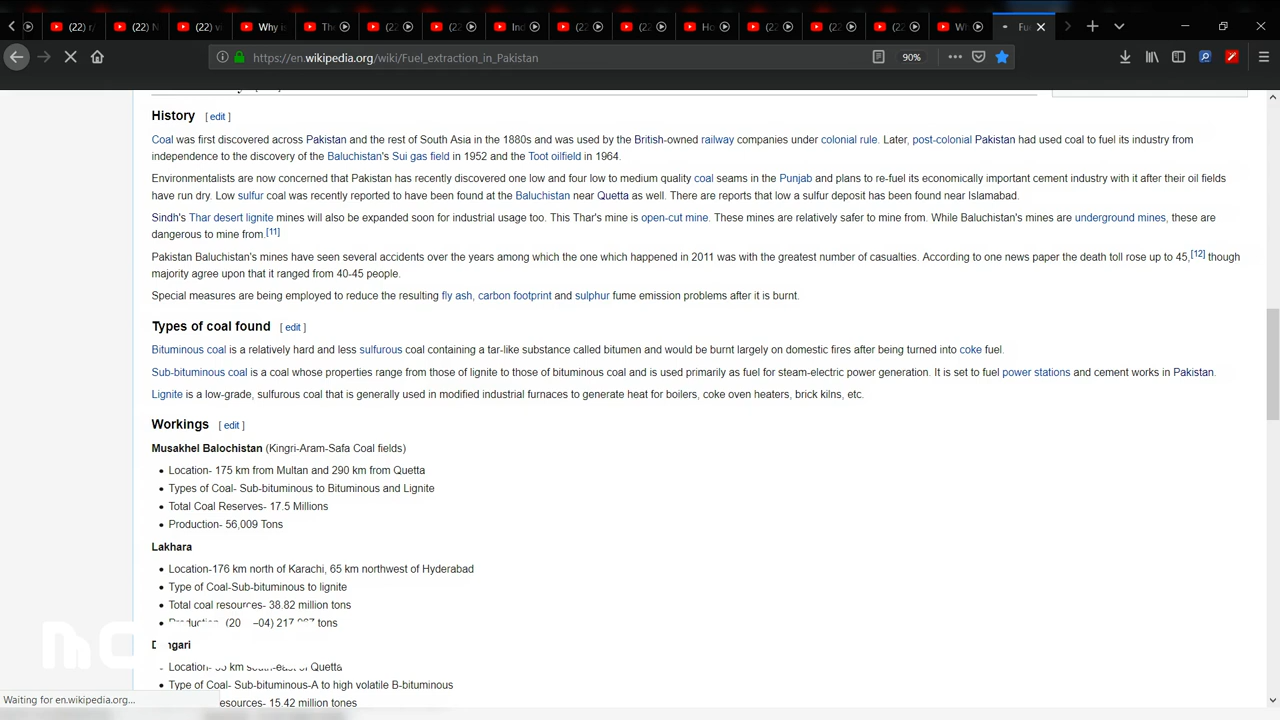 (22) r/
(22) N
(22) vi
Why is
The
(22
(22
Ind
(22
(22
Ho
(22
(22
(22
Wi
Fu
https://en.wikipedia.org/wiki/Fuel_extraction_in_Pakistan
90%
History [ edit ]
Coal was first discovered across Pakistan and the rest of South Asia in the 1880s and was used by the British-owned railway companies under colonial rule. Later, post-colonial Pakistan had used coal to fuel its industry from
independence to the discovery of the Baluchistan's Sui gas field in 1952 and the Toot oilfield in 1964.
Environmentalists are now concerned that Pakistan has recently discovered one low and four low to medium quality coal seams in the Punjab and plans to re-fuel its economically important cement industry with it after their oil fields
have run dry. Low sulfur coal was recently reported to have been found at the Baluchistan near Quetta as well. There are reports that low a sulfur deposit has been found near Islamabad.
Sindh's Thar desert lignite mines will also be expanded soon for industrial usage too. This Thar's mine is open-cut mine. These mines are relatively safer to mine from. While Baluchistan's mines are underground mines, these are
dangerous to mine from.[11]
Pakistan Baluchistan's mines have seen several accidents over the years among which the one which happened in 2011 was with the greatest number of casualties. According to one news paper the death toll rose up to 45,[12] though
majority agree upon that it ranged from 40-45 people.
Special measures are being employed to reduce the resulting fly ash, carbon footprint and sulphur fume emission problems after it is burnt.
Types of coal found [ edit ]
Bituminous coal is a relatively hard and less sulfurous coal containing a tar-like substance called bitumen and would be burnt largely on domestic fires after being turned into coke fuel.
Sub-bituminous coal is a coal whose properties range from those of lignite to those of bituminous coal and is used primarily as fuel for steam-electric power generation. It is set to fuel power stations and cement works in Pakistan.
Lignite is a low-grade, sulfurous coal that is generally used in modified industrial furnaces to generate heat for boilers, coke oven heaters, brick kilns, etc.
Workings [ edit ]
Musakhel Balochistan (Kingri-Aram-Safa Coal fields)
• Location- 175 km from Multan and 290 km from Quetta
• Types of Coal- Sub-bituminous to Bituminous and Lignite
• Total Coal Reserves- 17.5 Millions
• Production- 56,009 Tons
Lakhara
• Location-176 km north of Karachi, 65 km northwest of Hyderabad
• Type of Coal-Sub-bituminous to lignite
• Total coal resources- 38.82 million tons
• Production- (20 –04) tons
gari
Location- km south-east of Quetta
• Type of Coal- Sub-bituminous-A to high volatile B-bituminous
esources- 15.42 million tones
Waiting for en.wikipedia.org...